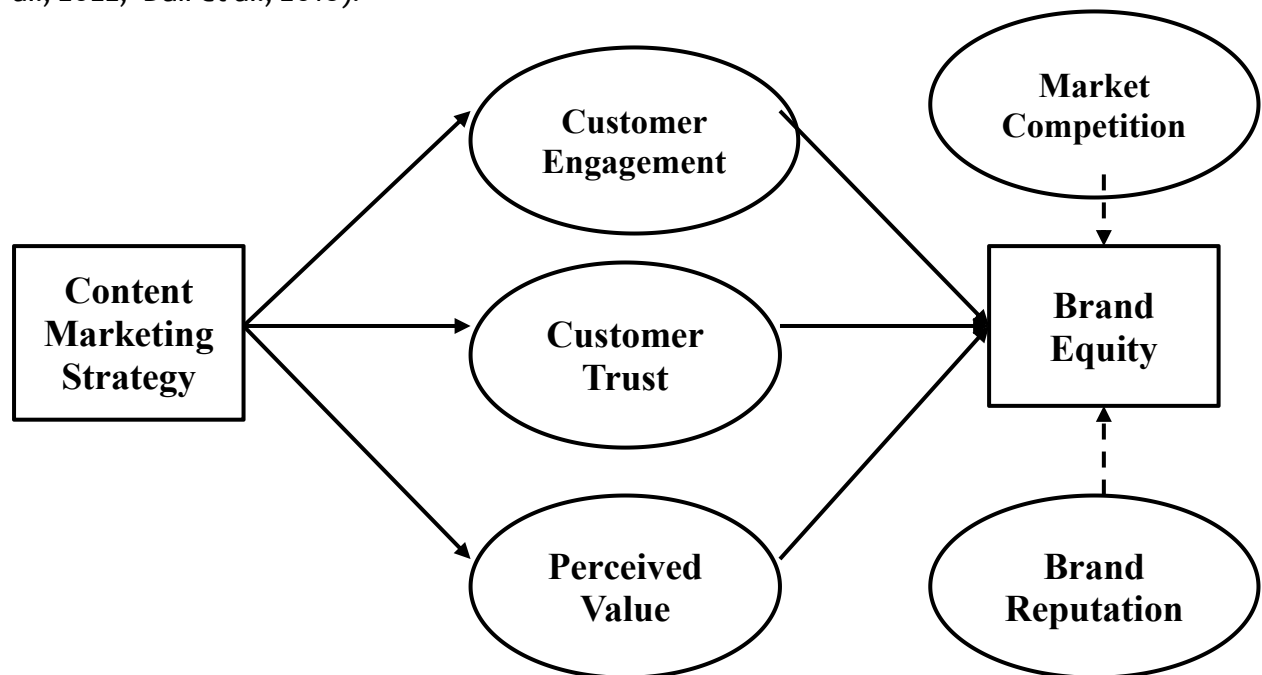 Customer
Engagement
Market
Competition
Content
Marketing
Strategy
Customer
Trust
Brand
Equity
Perceived
Value
Brand
Reputation